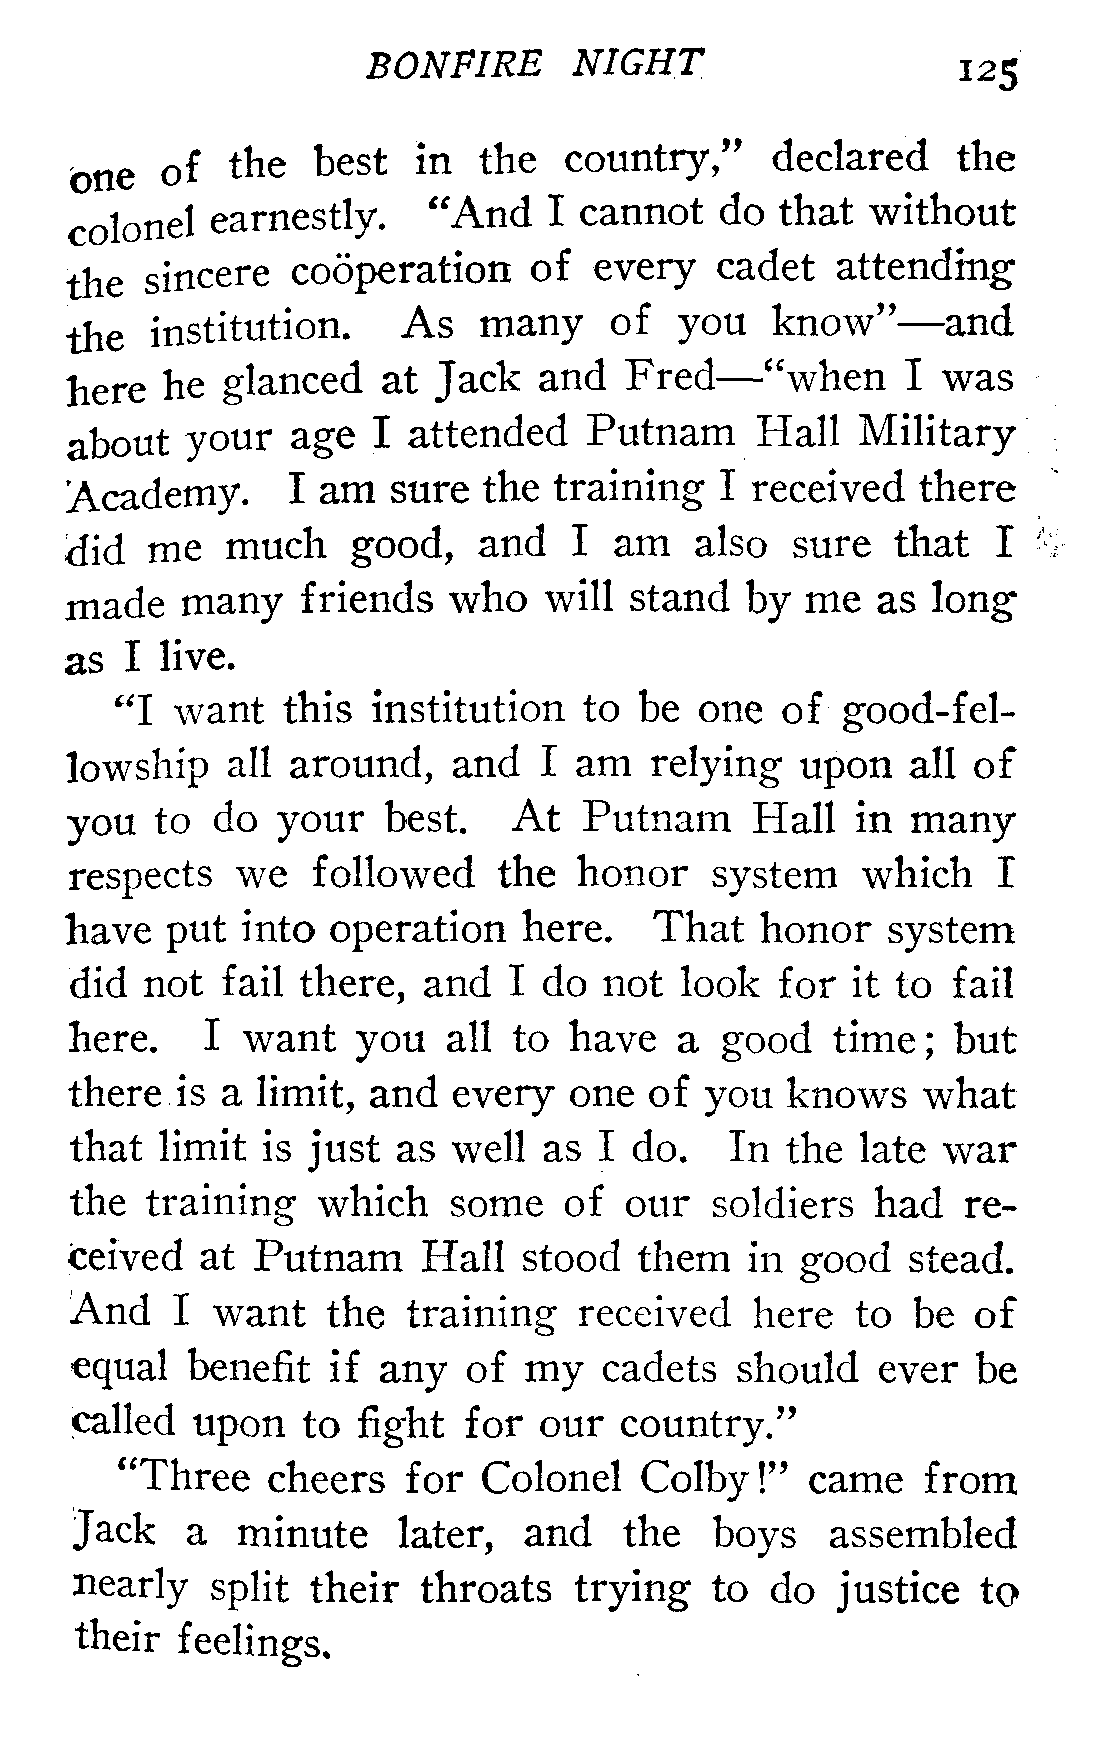 BONFIRE NIGHT 125
one of the best in the country," declared the
colonel earnestly. "And I cannot do that without
the sincere coöperation of every cadet attending
the institution. As many of you know"—and
here he glanced at Jack and Fred—"when I was
about your age I attended Putnam Hall Military
Academy. I am sure the training I received there
did me much good, and I am also sure that I
made many friends who will stand by me as long
as I live.
"I want this institution to be one of good-fel-
lowship all around, and I am relying upon all of
you to do your best. At Putnam Hall in many
respects we followed the honor system which I
have put into operation here. That honor system
did not fail there, and I do not look for it to fail
here. I want you all to have a good time; but
there is a limit, and every one of you knows what
that limit is just as well as I do. In the late war
the training which some of our soldiers had re-
ceived at Putnam Hall stood them in good stead.
And I want the training received here to be of
equal benefit if any of my cadets should ever be
called upon to fight for our country."
"Three cheers for Colonel Colby!" came from
Jack a minute later, and the boys assembled
nearly split their throats trying to do justice to
their feelings.